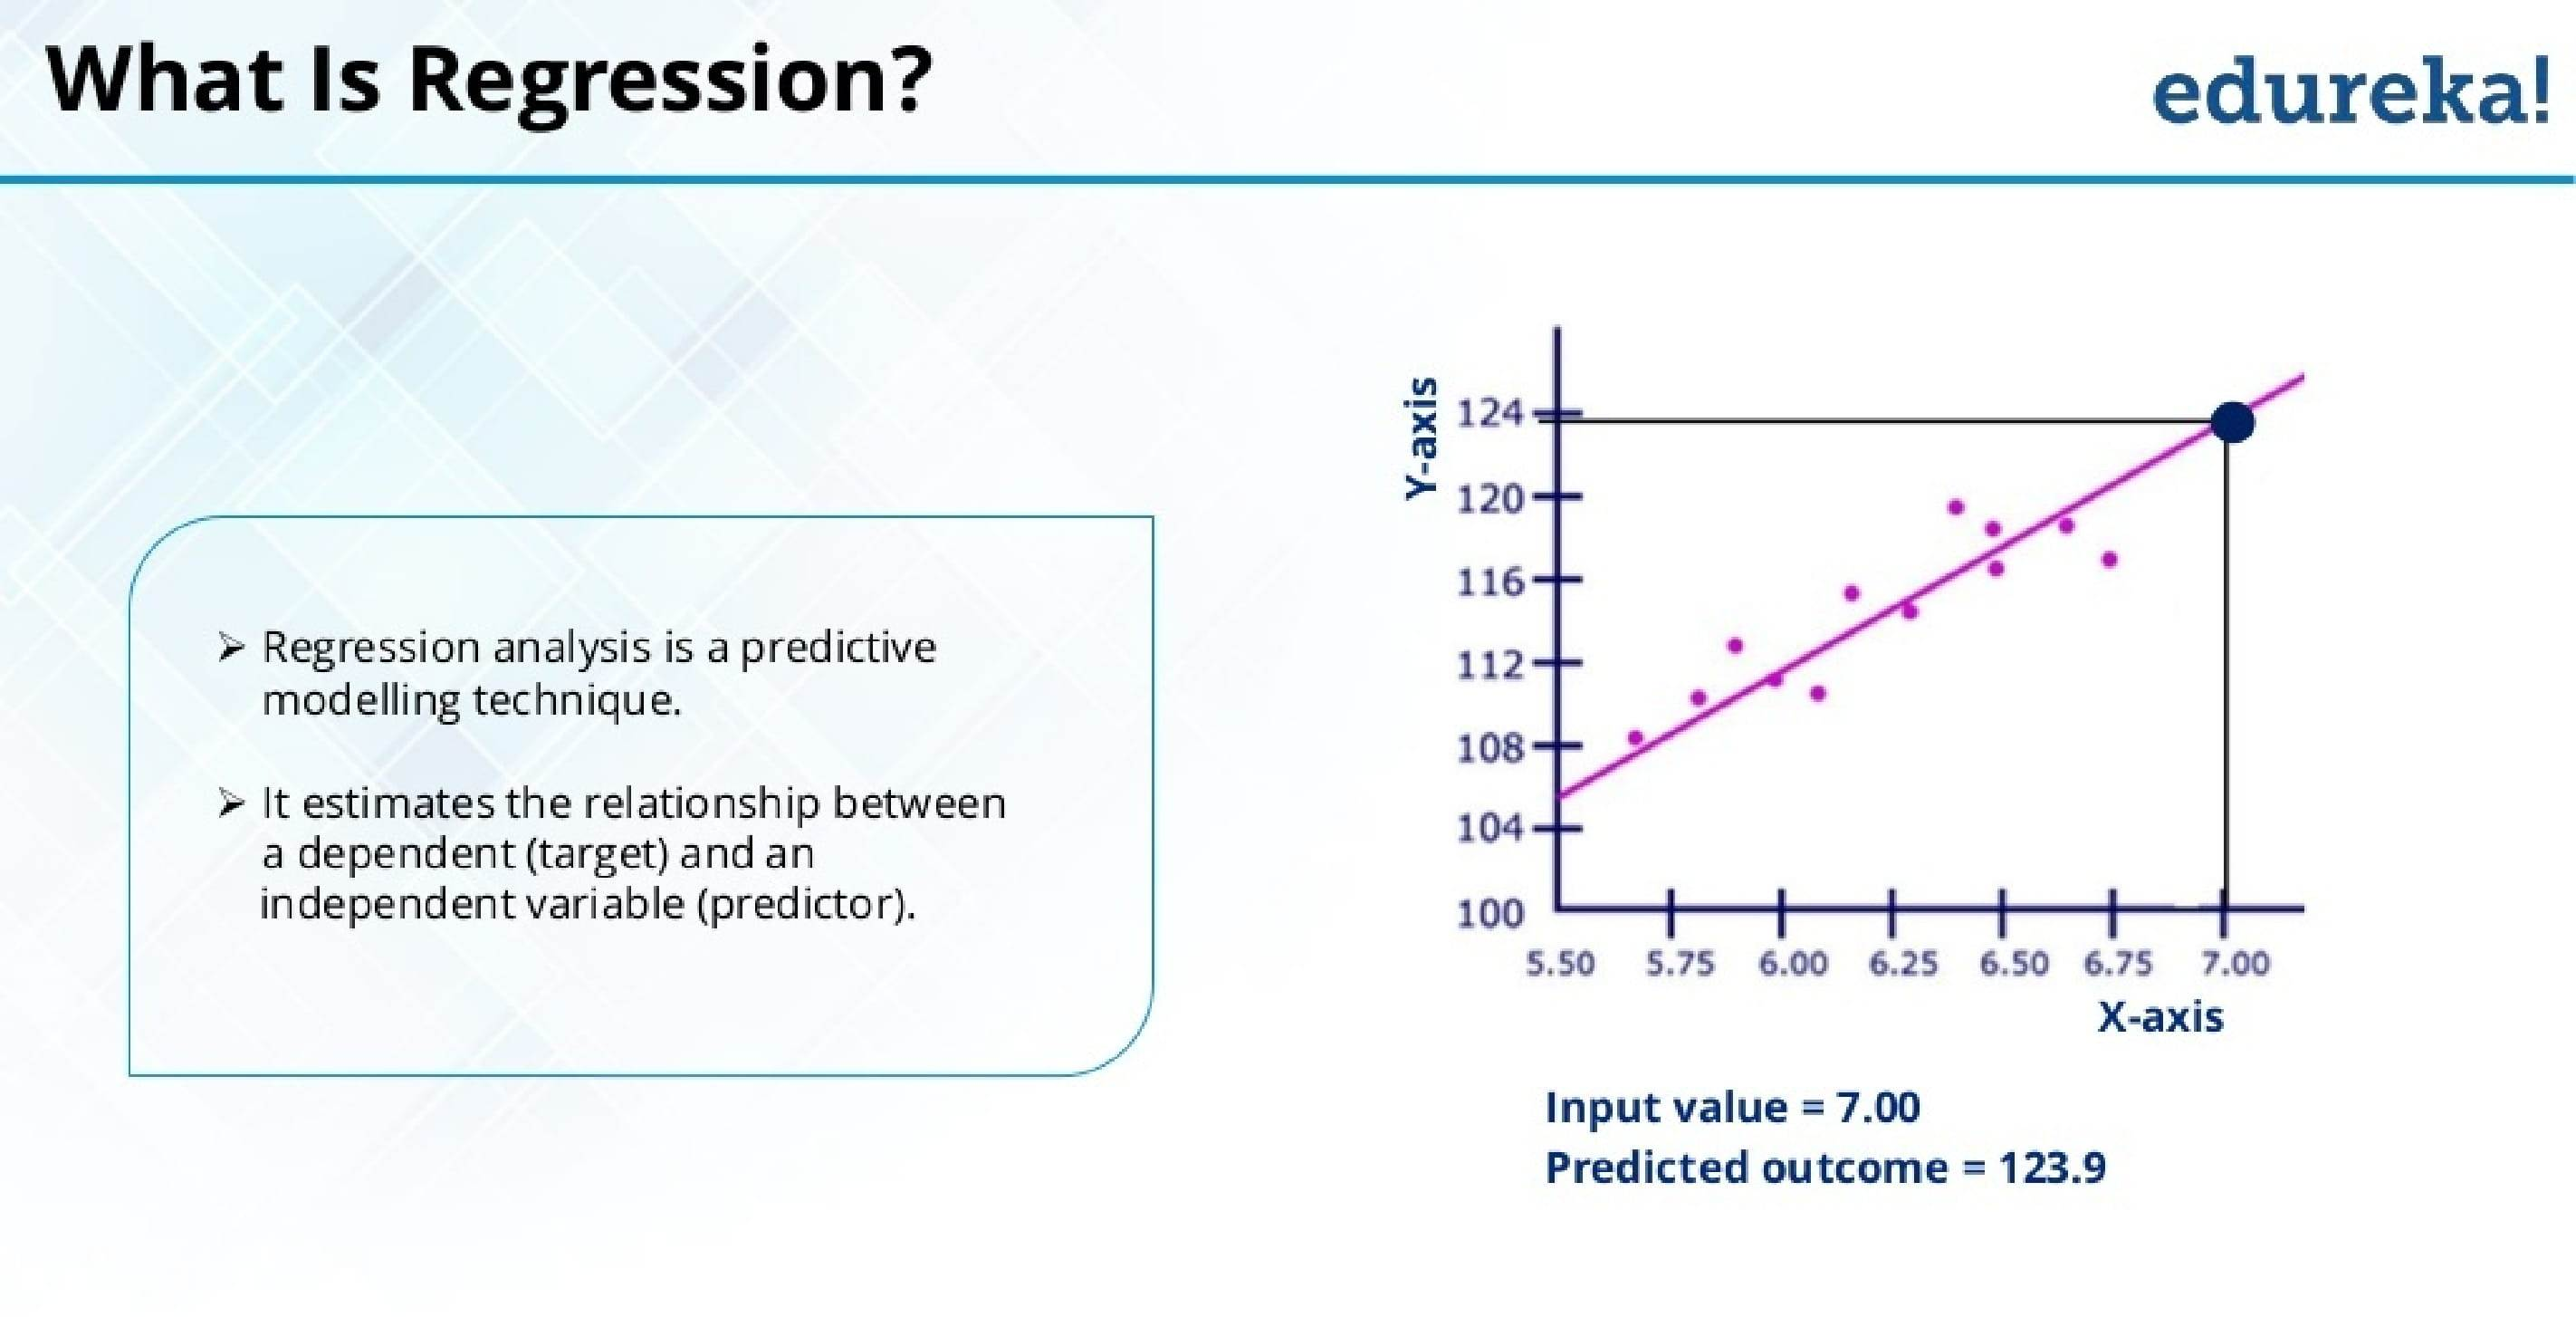 What Is Regression?
edureka!
➢ Regression analysis is a predictive
modelling technique.
➢ It estimates the relationship between
a dependent (target) and an
independent variable (predictor).
Y-axis
124
120
116
112
108
104
100
5.50 5.75 6.00 6.25 6.50 6.75 7.00
X-axis
Input value = 7.00
Predicted outcome = 123.9